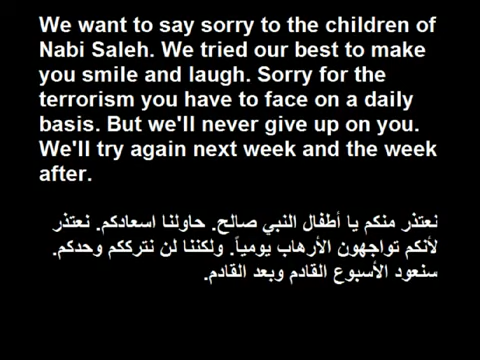 We want to say sorry to the children of
Nabi Saleh. We tried our best to make
you smile and laugh. Sorry for the
terrorism you have to face on a daily
basis. But we'll never give up on you.
We'll try again next week and the week
after.
نعتذر منكم يا أطفال النبي صالح. حاولنا اسعادكم. نعتذر
لأنكم تواجهون الأرهاب يومياً. ولكننا لن نترككم وحدكم.
سنعود الأسبوع القادم وبعد القادم.